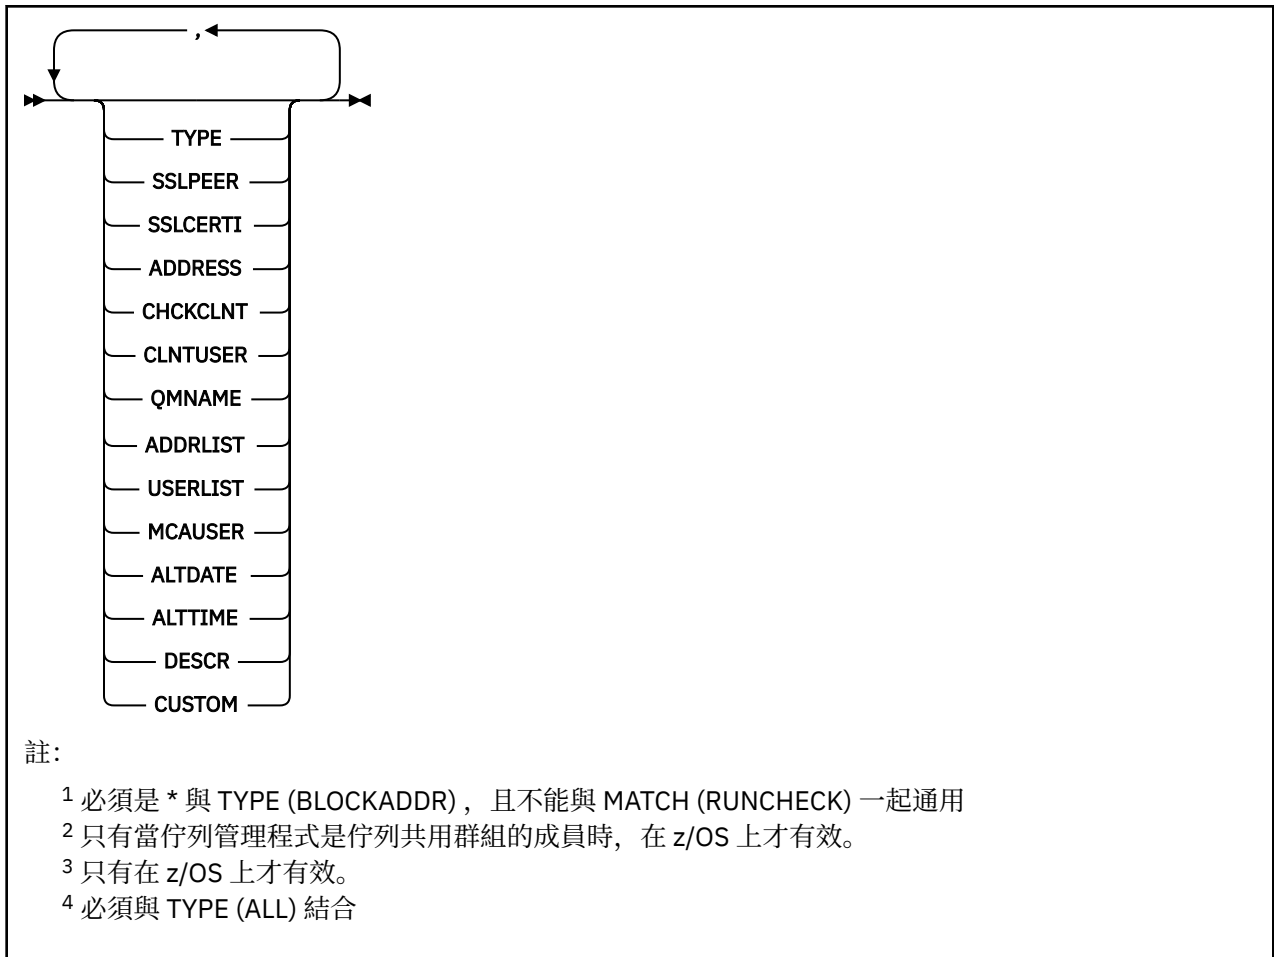 ,
TYPE
SSLPEER
SSLCERTI
ADDRESS
CHCKCLNT
CLNTUSER
QMNAME
ADDRLIST
USERLIST
MCAUSER
ALTDATE
ALTTIME
DESCR
CUSTOM
註：
1 必須是 * 與 TYPE (BLOCKADDR) ，且不能與 MATCH (RUNCHECK) 一起通用
2 只有當佇列管理程式是佇列共用群組的成員時，在 z/OS 上才有效。
3 只有在 z/OS 上才有效。
4 必須與 TYPE (ALL) 結合